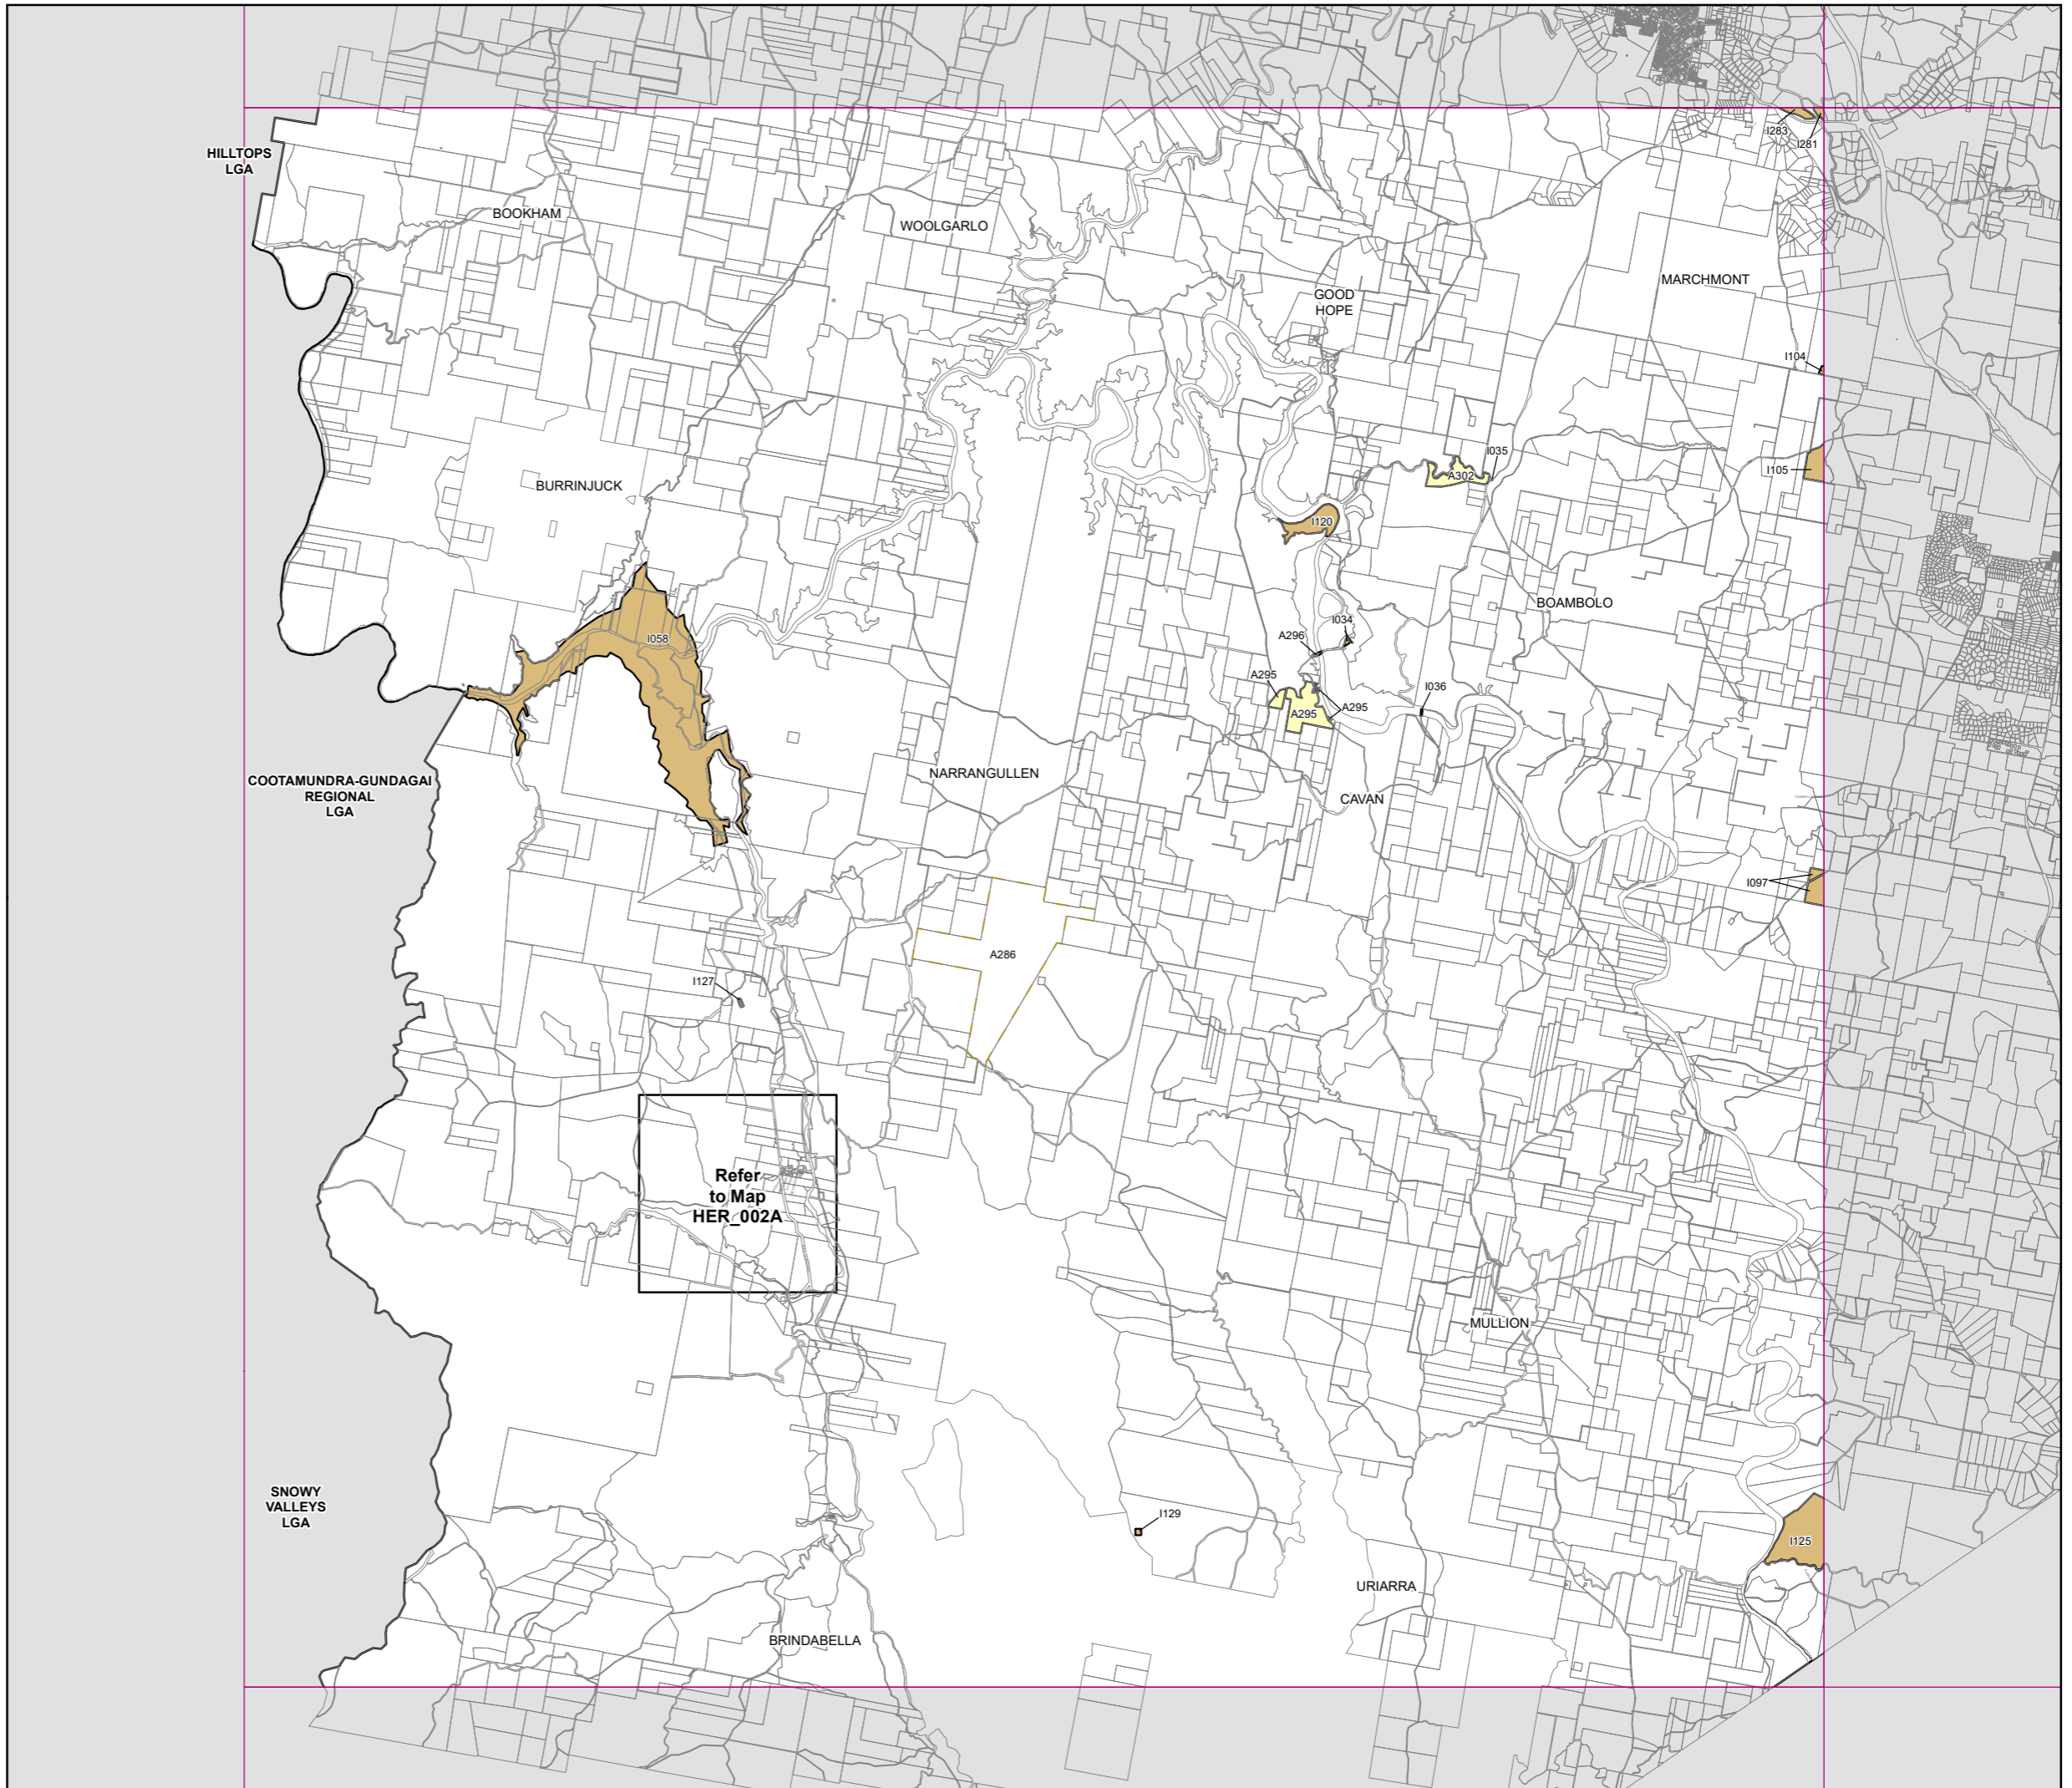 I283
I281
HILLTOPS
LGA
BOOKHAM
WOOLGARLO
MARCHMONT
GOOD
HOPE
I104
I035
A302
I105
BURRINJUCK
I120
BOAMBOLO
I034
A296
I058
A295
A295
A295
I036
COOTAMUNDRA-GUNDAGAI
REGIONAL
LGA
NARRANGULLEN
CAVAN
I097
A286
I127
Refer
to Map
HER_002A
MULLION
SNOWY
VALLEYS
LGA
I129
I125
URIARRA
BRINDABELLA